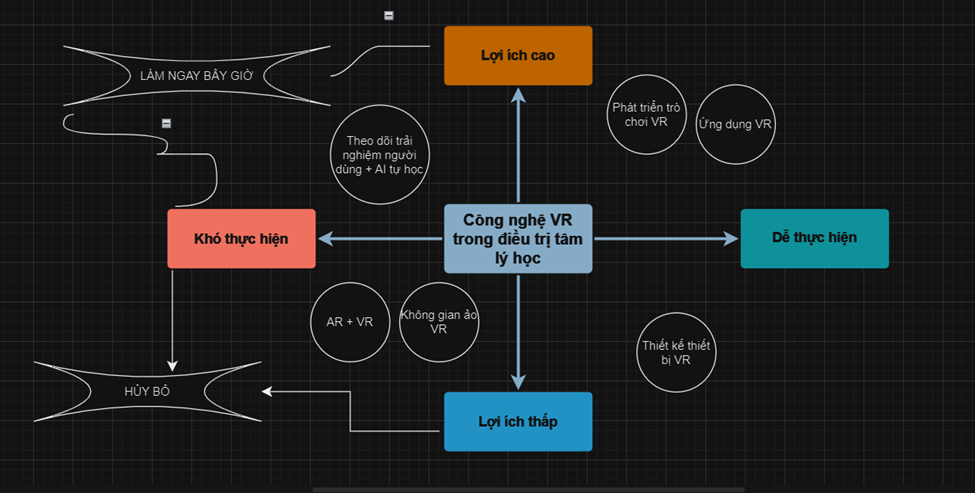 Lợi ích cao
LÀM NGAY BÂY GIỜ
Phát triển trò
chơi VR
Ứng dụng VR
Theo dõi trải
nghiệm người
dùng + AI tự học
Khó thực hiện
Công nghệ VR
trong điều trị tâm
lý học
Dễ thực hiện
AR + VR
Không gian ảo
VR
Thiết kế thiết
bị VR
HỦY BỎ
Lợi ích thấp